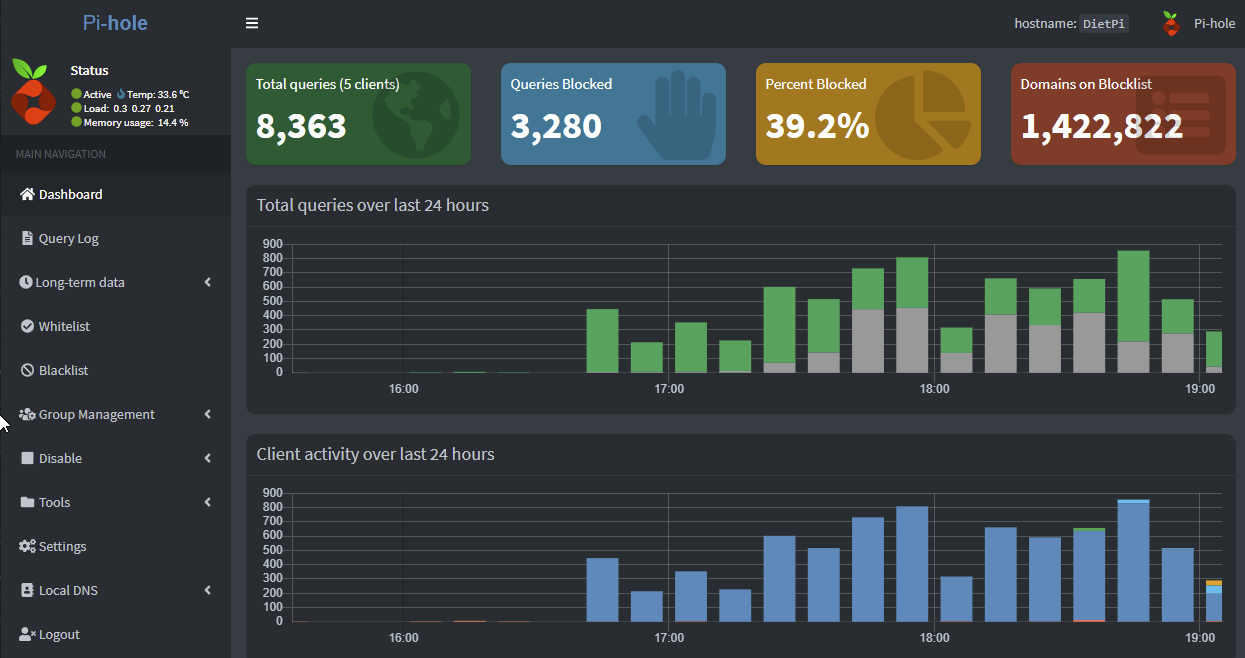 Pi-hole
hostname: DietPi
Pi-hole
Status
Active Temp: 33.6 °C
Load: 0.3 0.27 0.21
Memory usage: 14.4 %
MAIN NAVIGATION
Dashboard
Query Log
Long-term data
Whitelist
Blacklist
Group Management
Disable
Tools
Settings
Local DNS
Logout
Total queries (5 clients)
8,363
Queries Blocked
3,280
Percent Blocked
39.2%
Domains on Blocklist
1,422,822
Total queries over last 24 hours
900
800
700
600
500
400
300
200
100
0
16:00 17:00 18:00 19:00
Client activity over last 24 hours
900
800
700
600
500
400
300
200
100
0
16:00 17:00 18:00 19:00